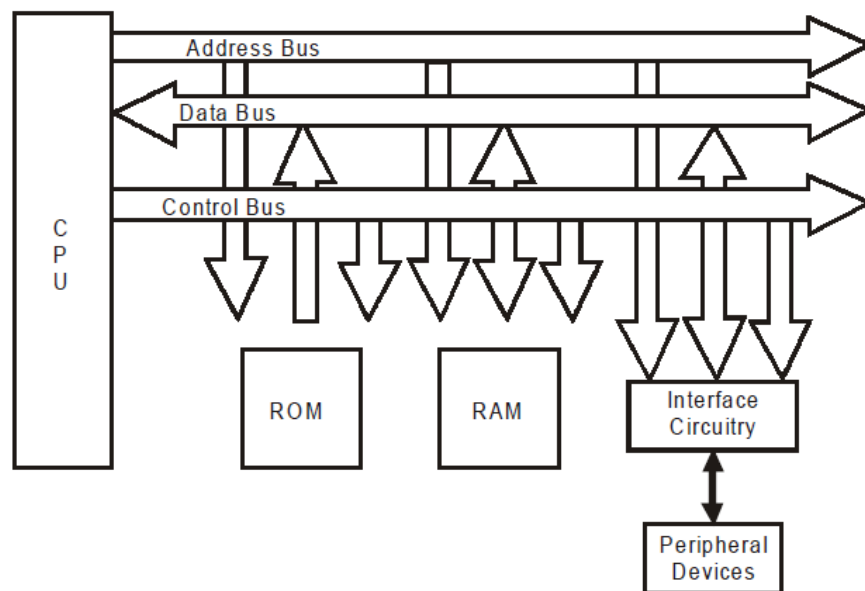 Address Bus
Data Bus
Control Bus
C
P
U
ROM
RAM
Interface
Circuitry
Peripheral
Devices